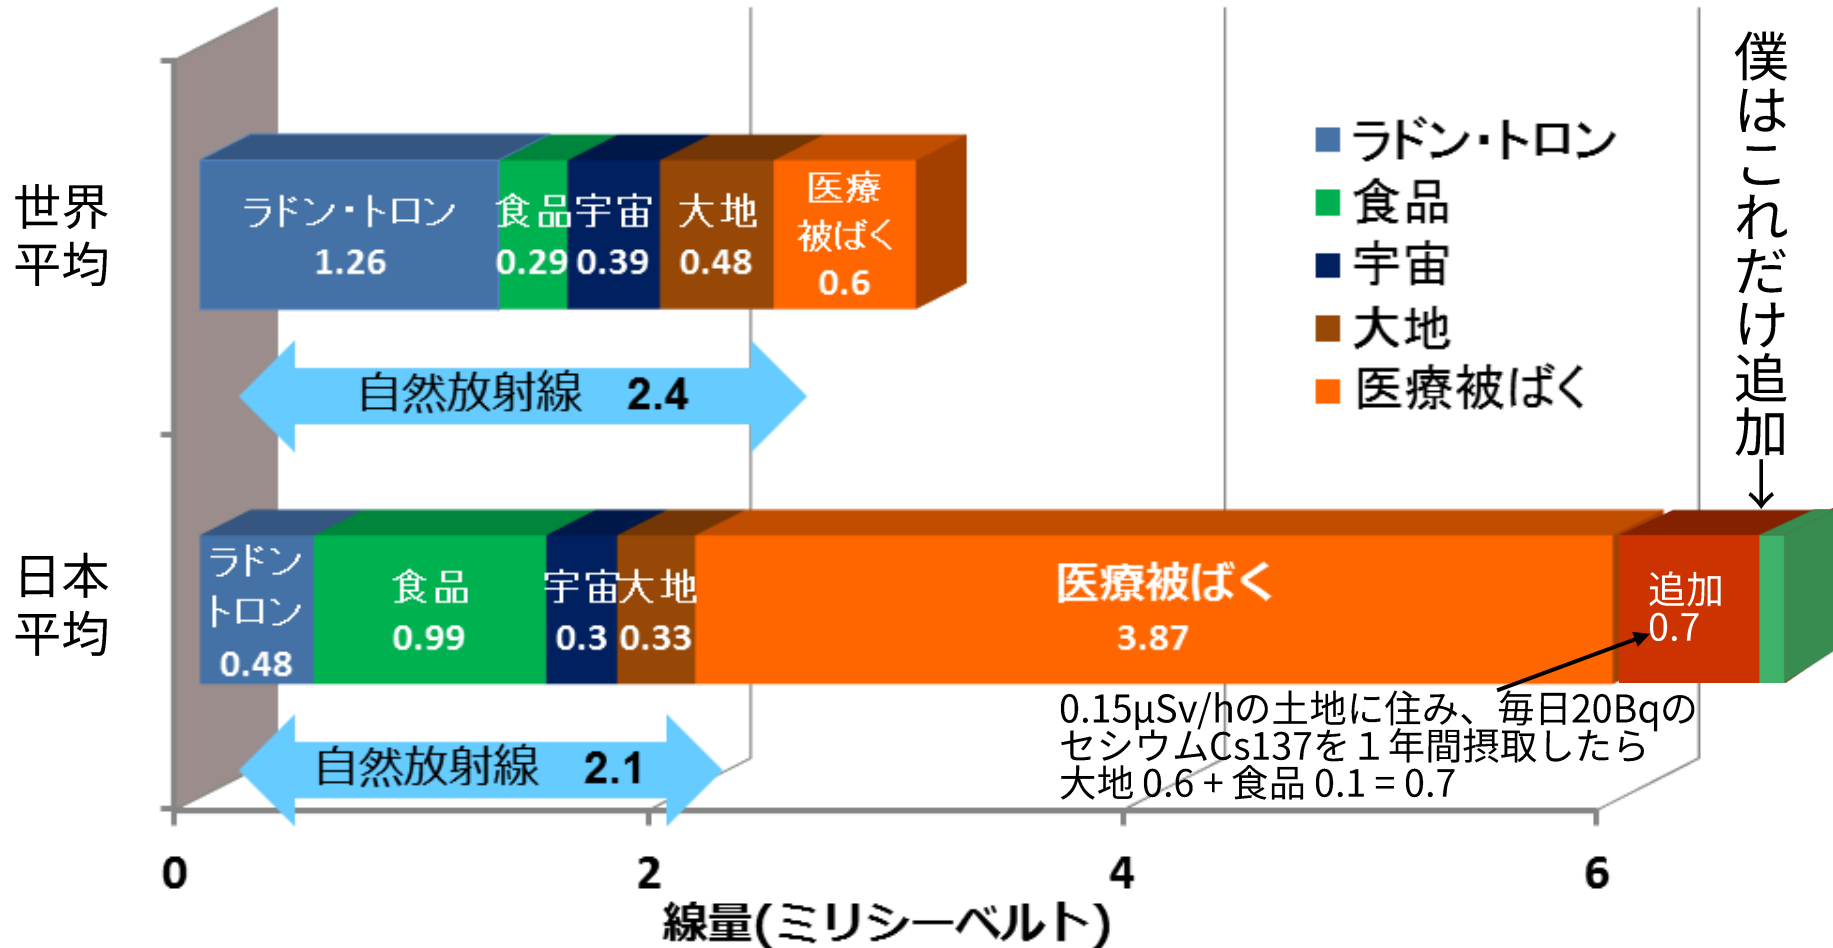 世界
平均
ラドン・トロン
1.26
食品
0.29
宇宙
0.39
大地
0.48
医療
被ばく
0.6
自然放射線 2.4
ラドン・トロン
食品
宇宙
大地
医療被ばく
僕はこれだけ追加→
日本
平均
ラドン
トロン
0.48
食品
0.99
宇宙
0.3
大地
0.33
医療被ばく
3.87
追加
0.7
自然放射線 2.1
0.15μSv/hの土地に住み、毎日20Bqの
セシウムCs137を１年間摂取したら
大地 0.6 + 食品 0.1 = 0.7
0
2
4
6
線量(ミリシーベルト)